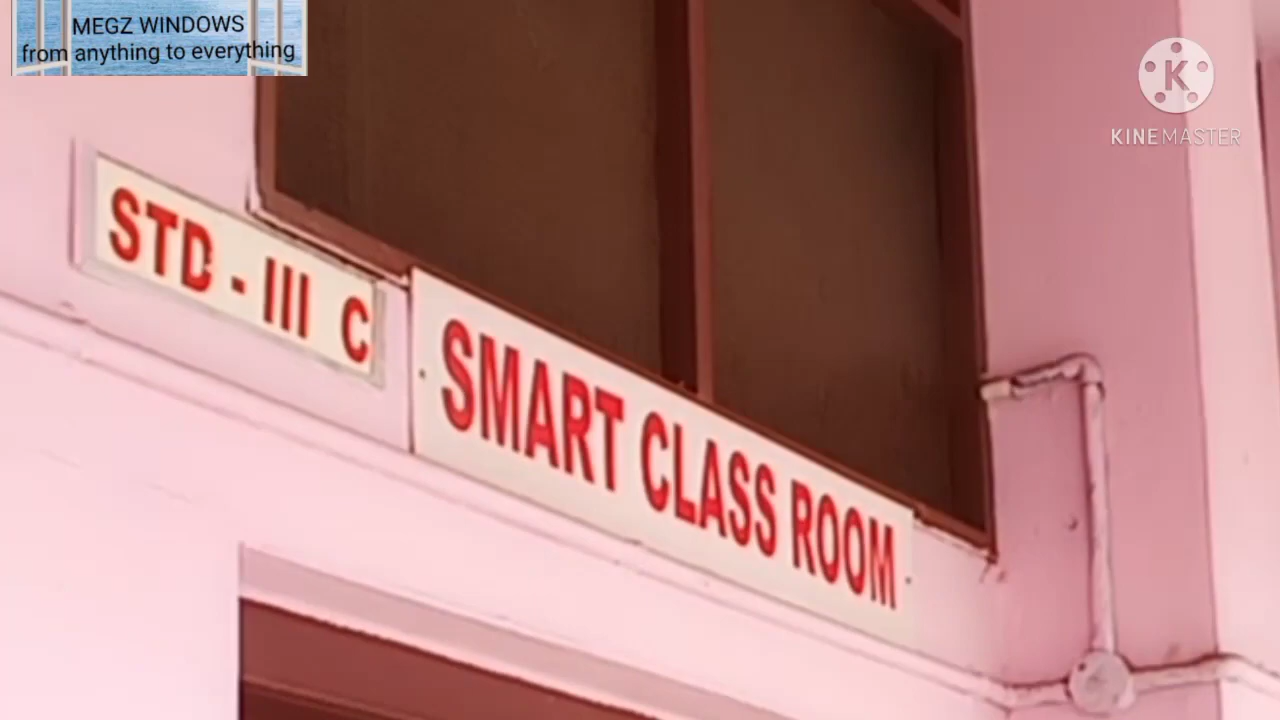 MEGZ WINDOWS
from anything to everything
K
KINEMASTER
STD - III C
SMART CLASS ROOM